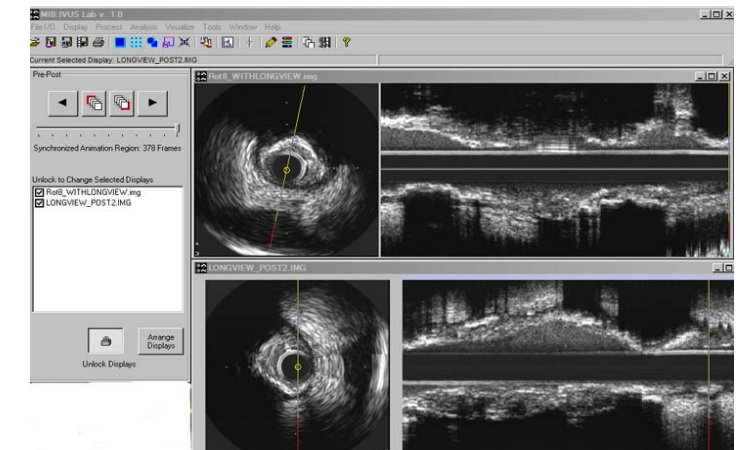 MIB:IVUS Lab v. 1.0
File I/O Display Process Analysis Visualize Tools Window Help
Current Selected Display: LONGVIEW_POST2.IMG
Pre-Post
Rot8_WITHLONGVIEW.img
Synchronized Animation Region: 378 Frames
Unlock to Change Selected Displays
Rot8_WITHLONGVIEW.img
LONGVIEW_POST2.IMG
LONGVIEW_POST2.IMG
Arrange
Displays
Unlock Displays